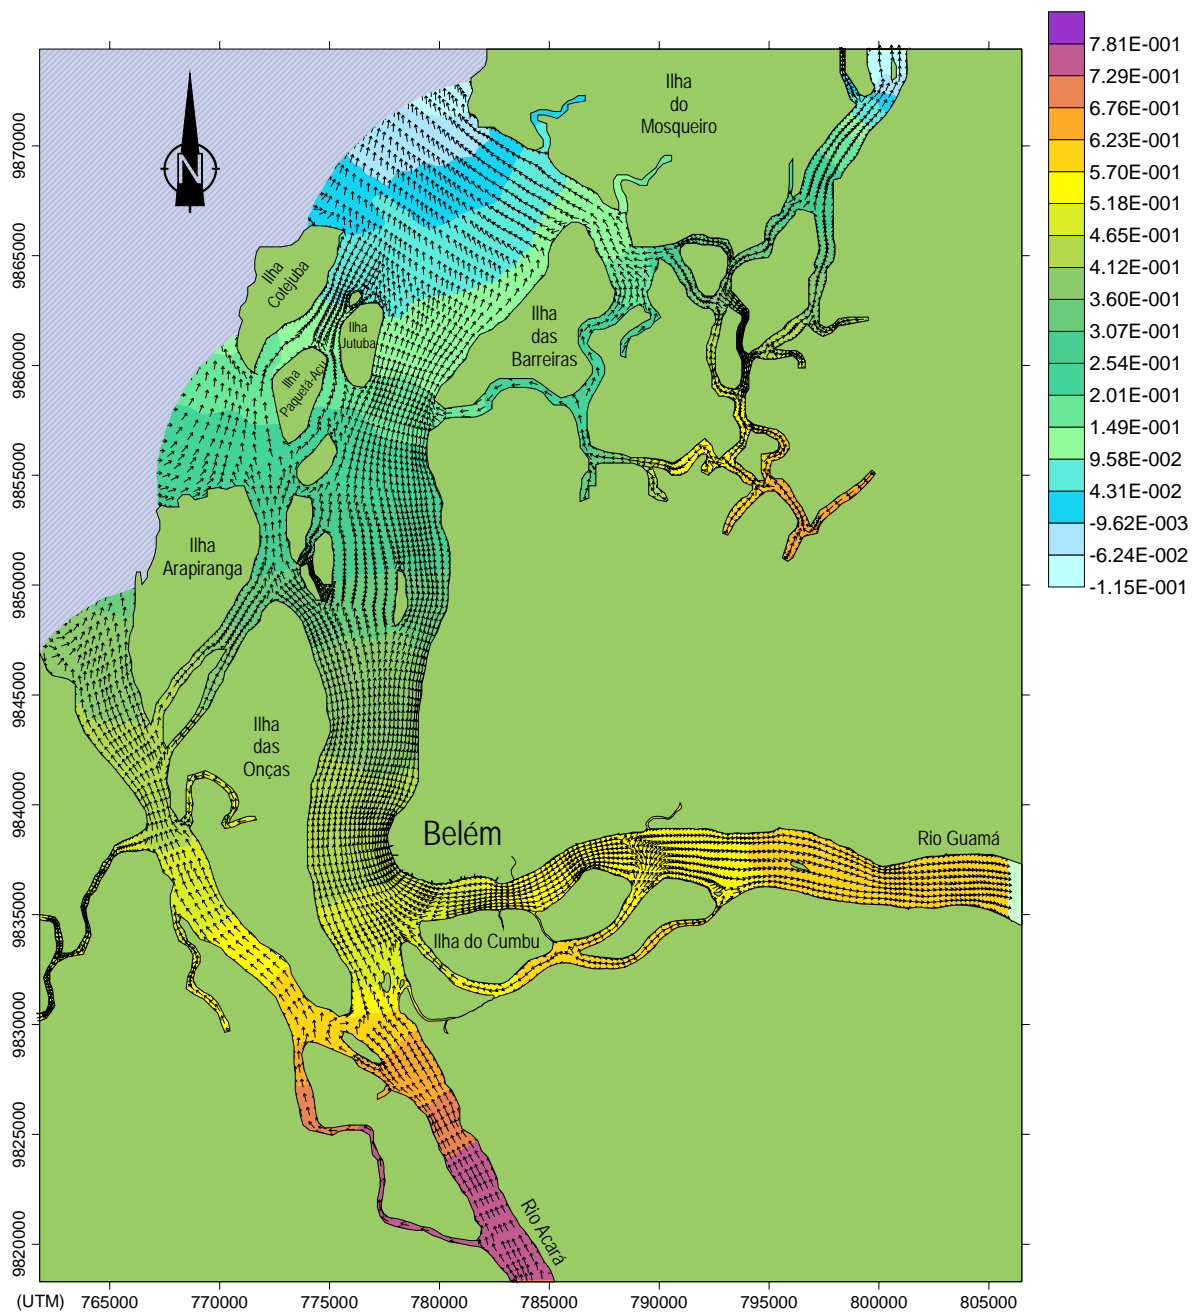 7.81E-001
7.29E-001
6.76E-001
6.23E-001
5.70E-001
5.18E-001
4.65E-001
4.12E-001
3.60E-001
3.07E-001
2.54E-001
2.01E-001
1.49E-001
9.58E-002
4.31E-002
-9.62E-003
-6.24E-002
-1.15E-001
N
Ilha
do
Mosqueiro
Ilha
Cotejuba
Ilha
Jutuba
Ilha
Paquetá-Açu
Ilha
das
Barreiras
Ilha
Arapiranga
Ilha
das
Onças
Belém
Rio Guamá
Ilha do Cumbu
Rio Acará
9870000
9865000
9860000
9855000
9850000
9845000
9840000
9835000
9830000
9825000
9820000
(UTM)
765000
770000
775000
780000
785000
790000
795000
800000
805000